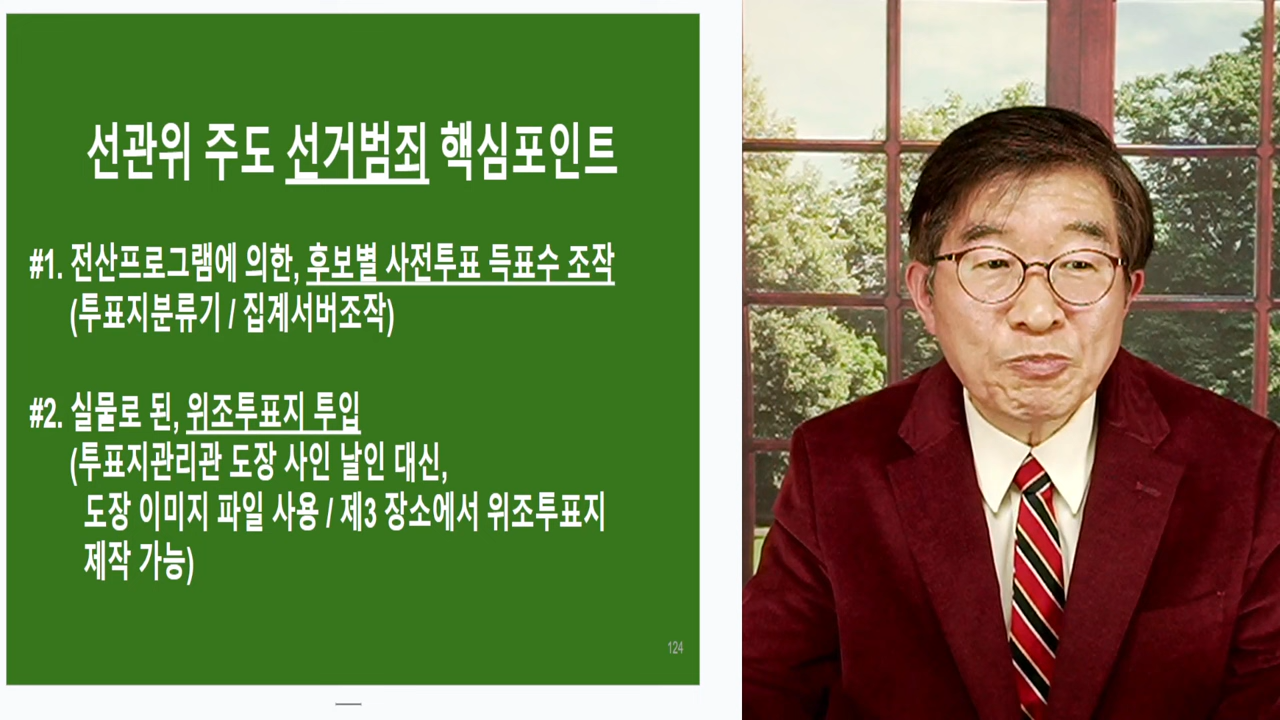 선관위 주도 선거범죄 핵심포인트
#1. 전산프로그램에 의한, 후보별 사전투표 득표수 조작
(투표지분류기 / 집계서버조작)
#2. 실물로 된, 위조투표지 투입
(투표지관리관 도장 사인 날인 대신,
도장 이미지 파일 사용 / 제3 장소에서 위조투표지
제작 가능)
124